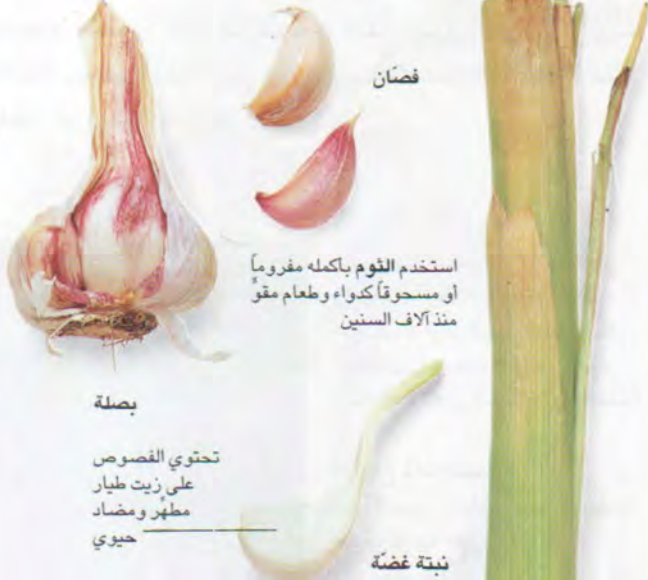 فصّان
استخدم الثوم بأكمله مفروماً
أو مسحوقاً كدواء وطعام مقوٍّ
منذ آلاف السنين
بصلة
تحتوي الفصوص
على زيت طيار
مطهّر ومضاد
حيوي
نبتة غضّة